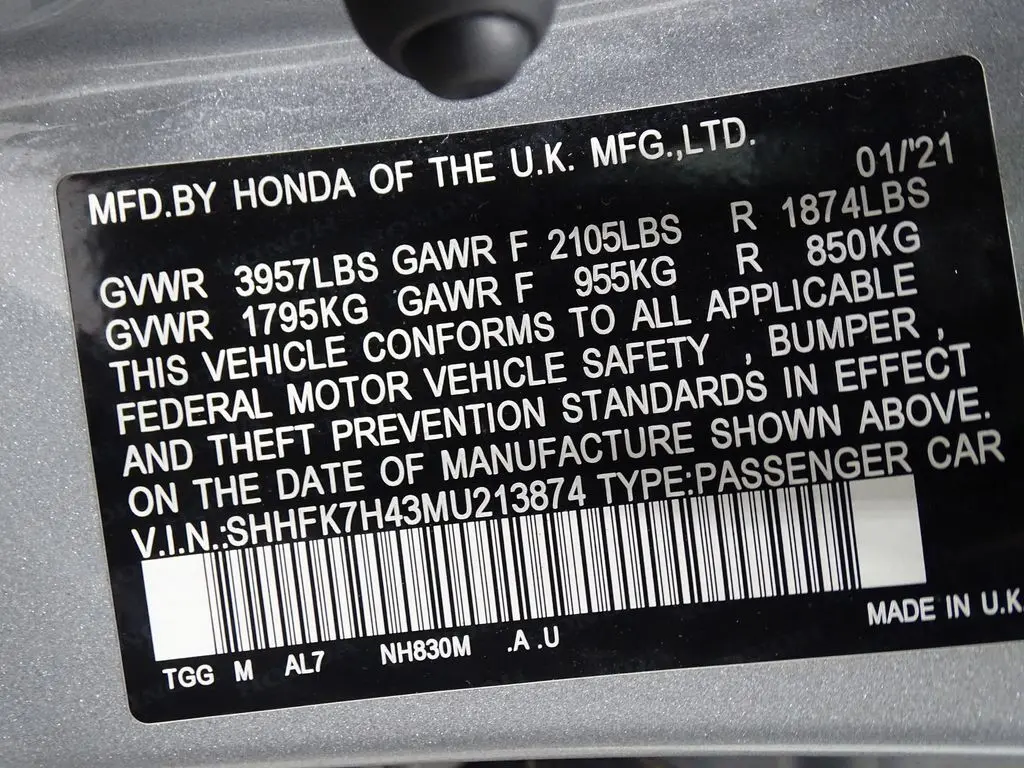 MFD.BY HONDA OF THE U.K. MFG.,LTD.
01/'21
GVWR 3957LBS GAWR F 2105LBS R 1874LBS
GVWR 1795KG GAWR F 955KG R 850KG
THIS VEHICLE CONFORMS TO ALL APPLICABLE
FEDERAL MOTOR VEHICLE SAFETY , BUMPER ,
AND THEFT PREVENTION STANDARDS IN EFFECT
ON THE DATE OF MANUFACTURE SHOWN ABOVE.
V.I.N.:SHHFK7H43MU213874 TYPE:PASSENGER CAR
MADE IN U.K
TGG M AL7 NH830M .A .U